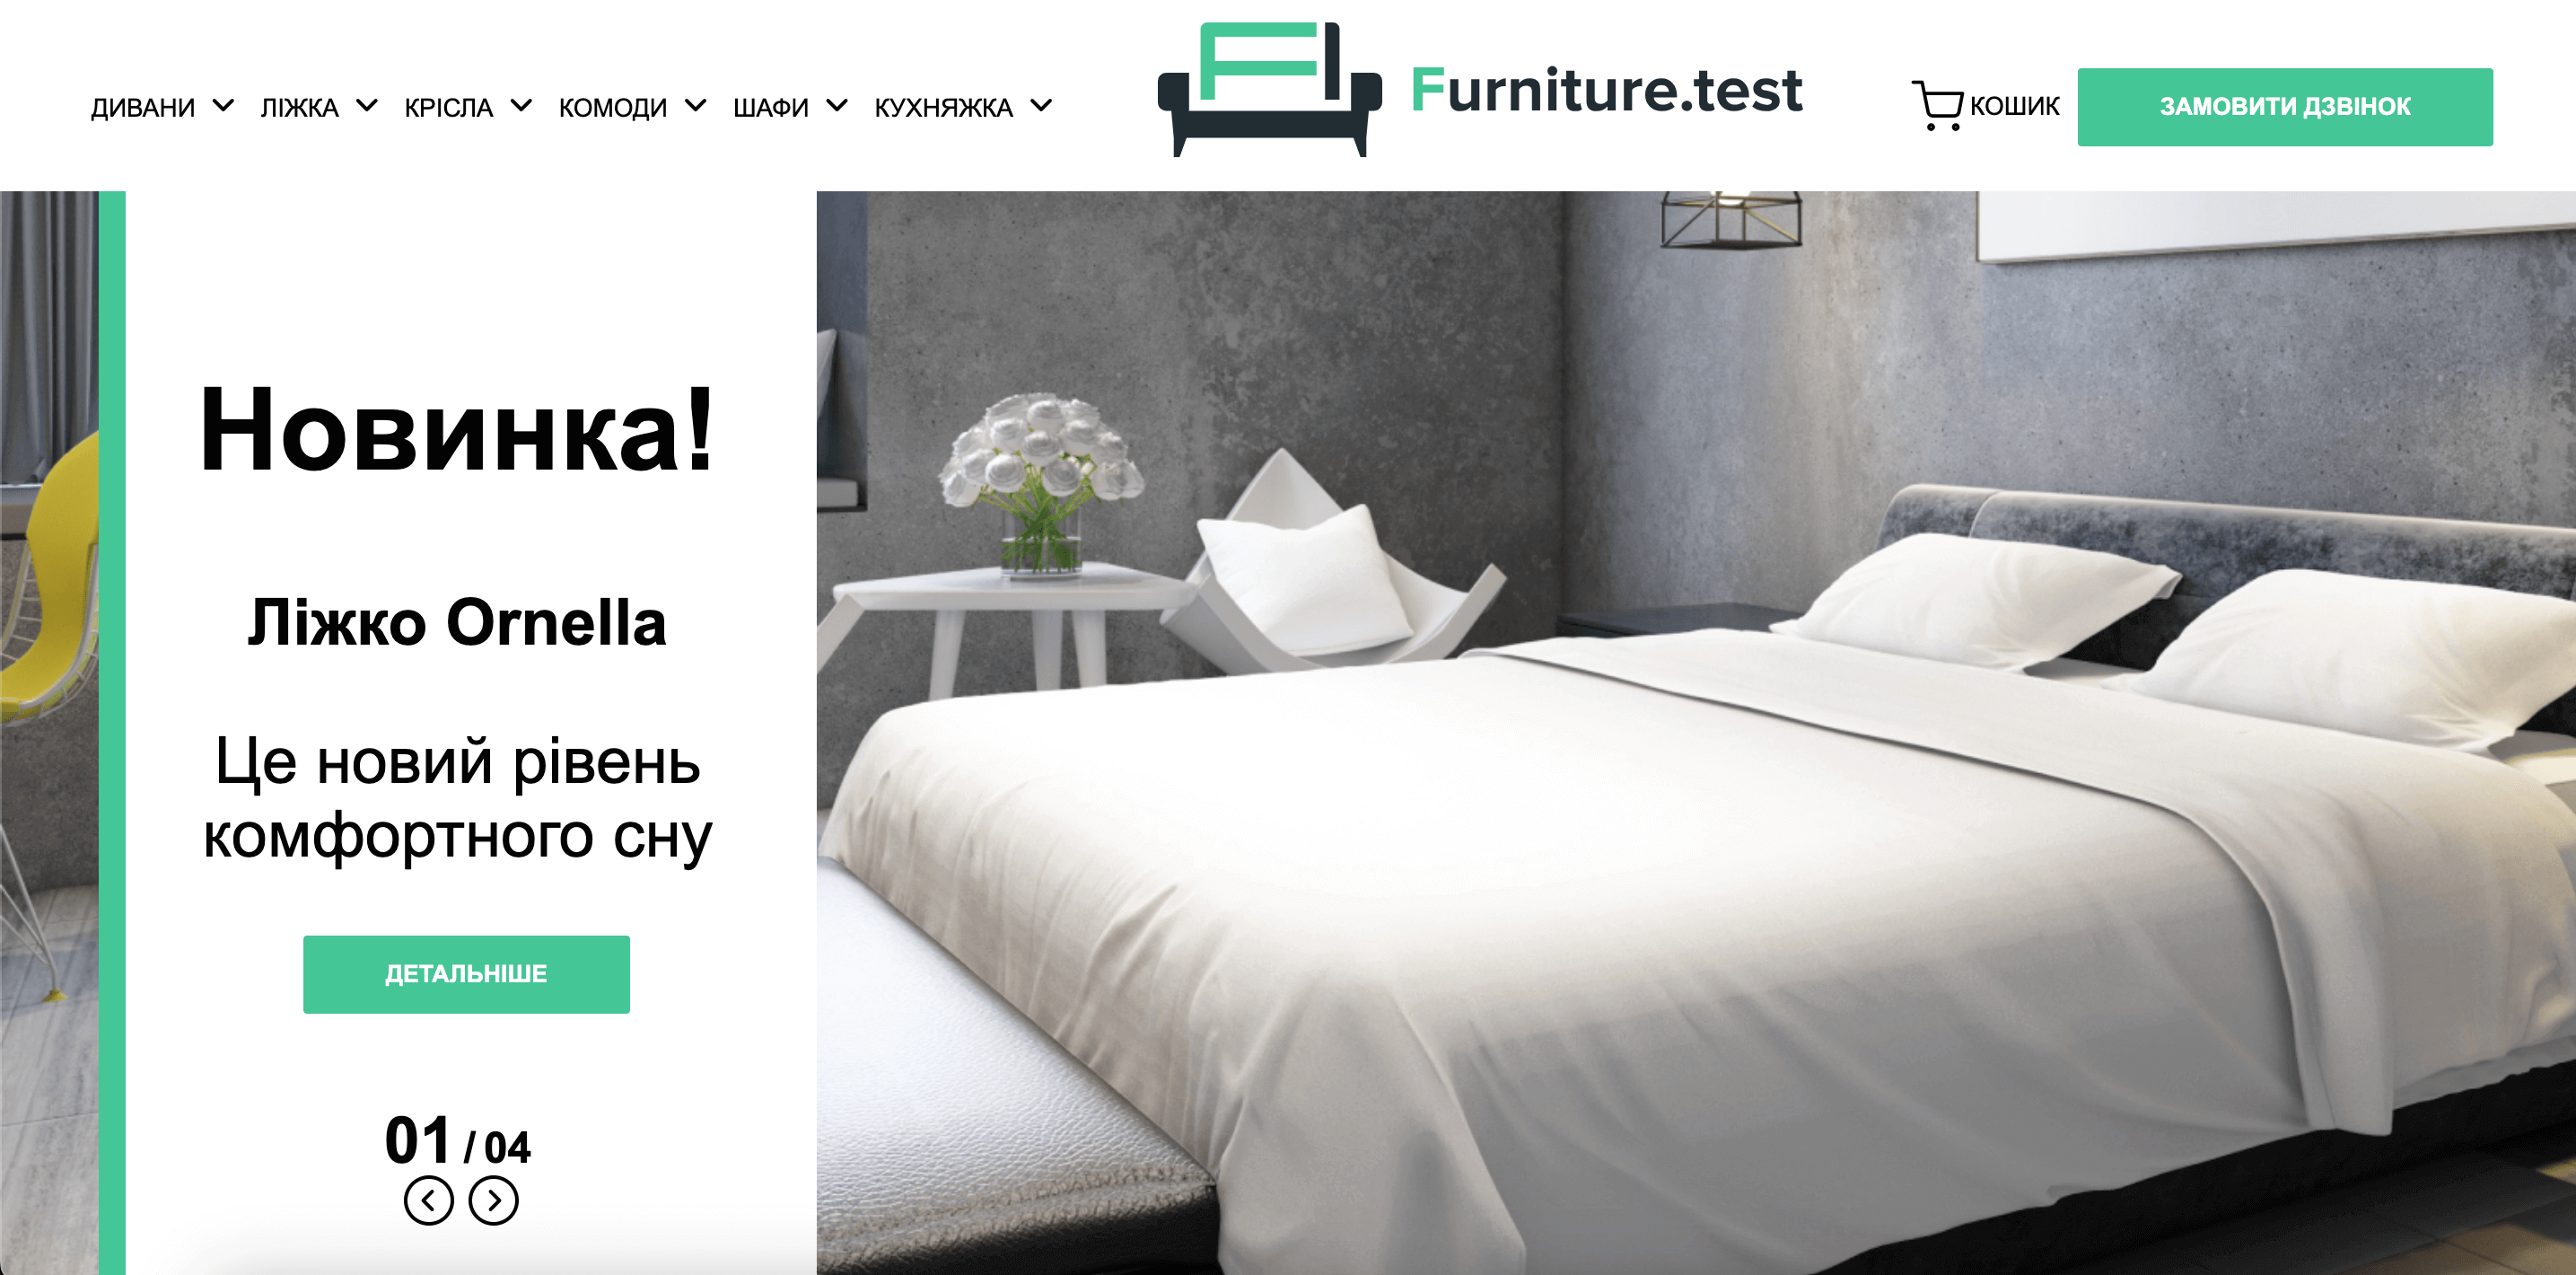 ДИВАНИ ЛІЖКА КРІСЛА КОМОДИ ШАФИ КУХНЯЖКА
Furniture.test
КОШИК
ЗАМОВИТИ ДЗВІНОК
Новинка!
Ліжко Ornella
Це новий рівень
комфортного сну
ДЕТАЛЬНІШЕ
01 / 04